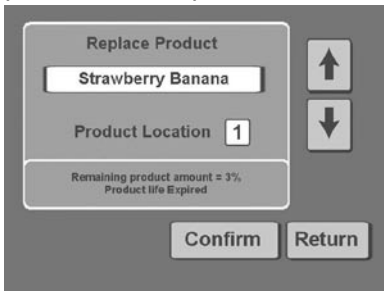 Replace Product
Strawberry Banana
Product Location 1
Remaining product amount = 3%
Product life Expired
Confirm
Return